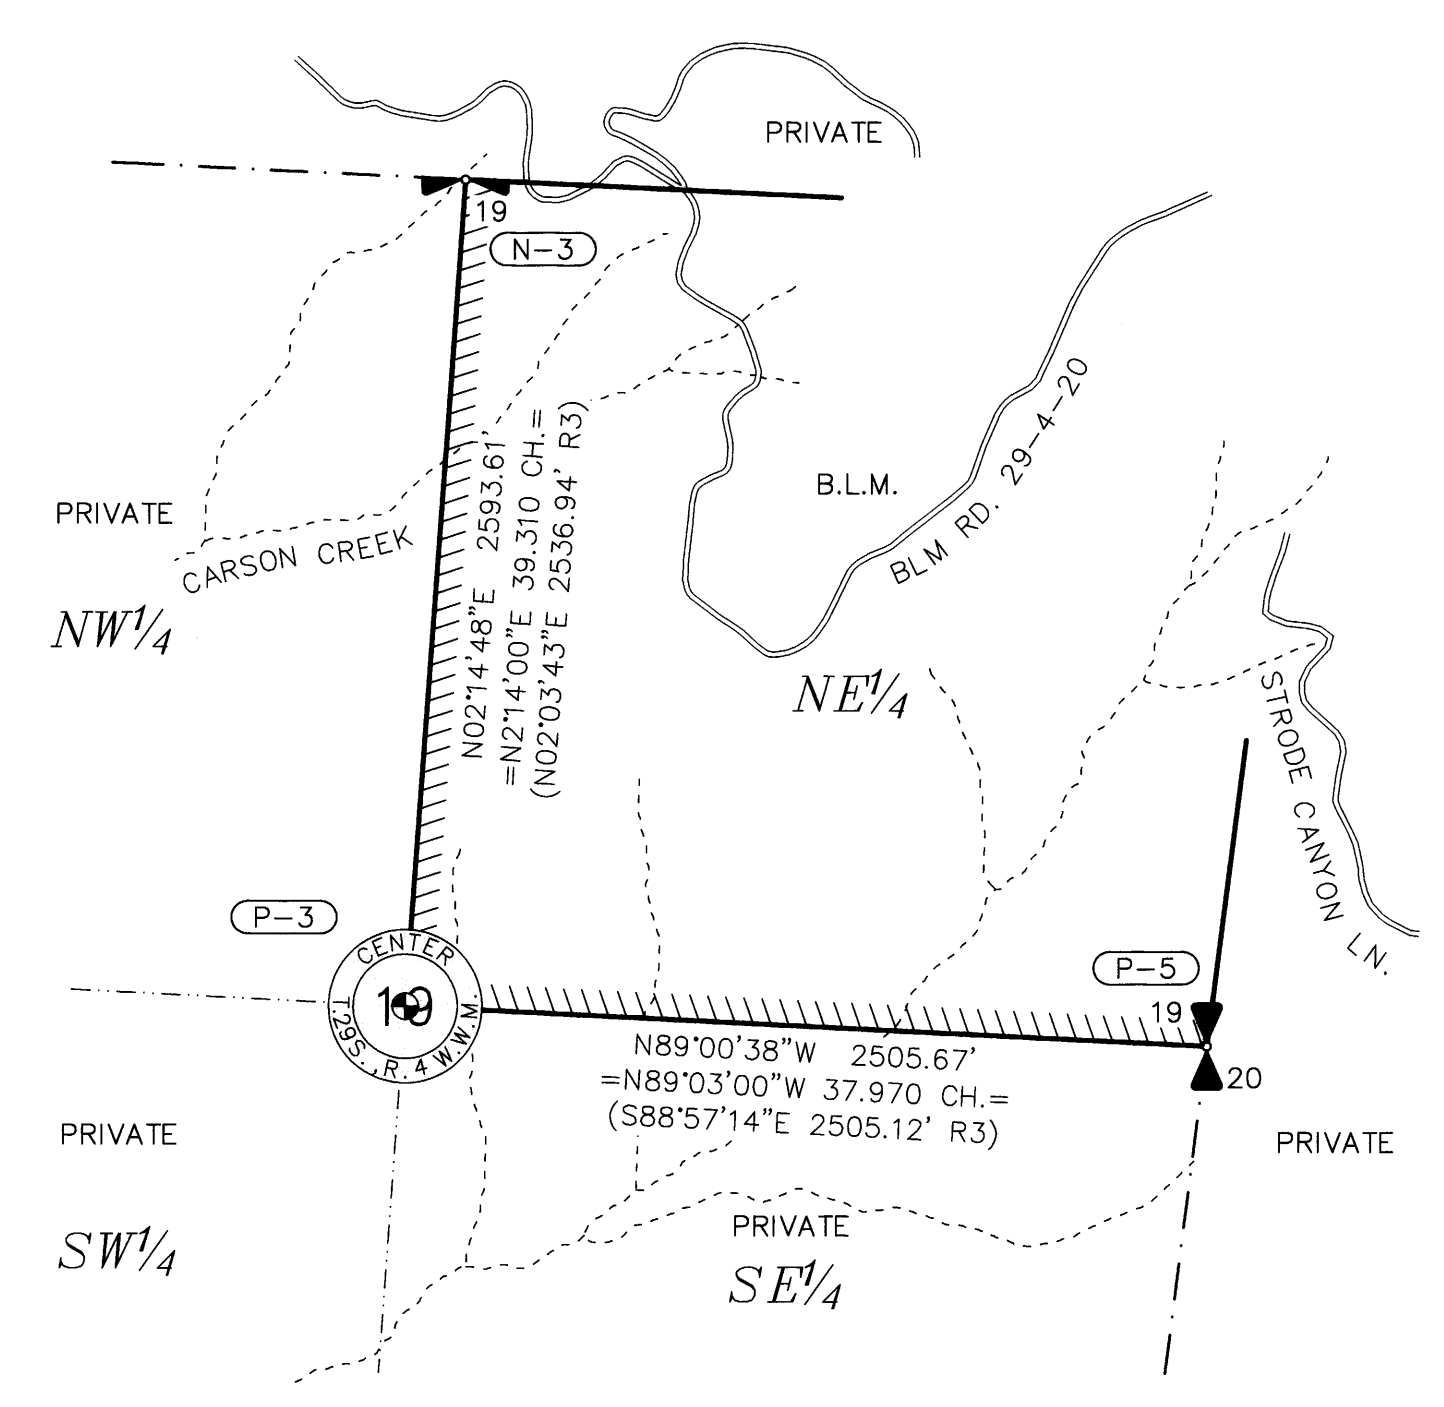 PRIVATE
19
N-3
N02°14'48"E 2593.61'
=N2°14'00"E 39.310 CH.=
(N02°03'43"E 2536.94' R3)
B.L.M.
BLM RD. 29-4-20
PRIVATE
CARSON CREEK
NW¼
NE¼
STRODE CANYON LN.
P-3
CENTER
19
T.29S., R.4 W.W.M.
P-5
19
20
N89°00'38"W 2505.67'
=N89°03'00"W 37.970 CH.=
(S88°57'14"E 2505.12' R3)
PRIVATE
PRIVATE
PRIVATE
SW¼
SE¼